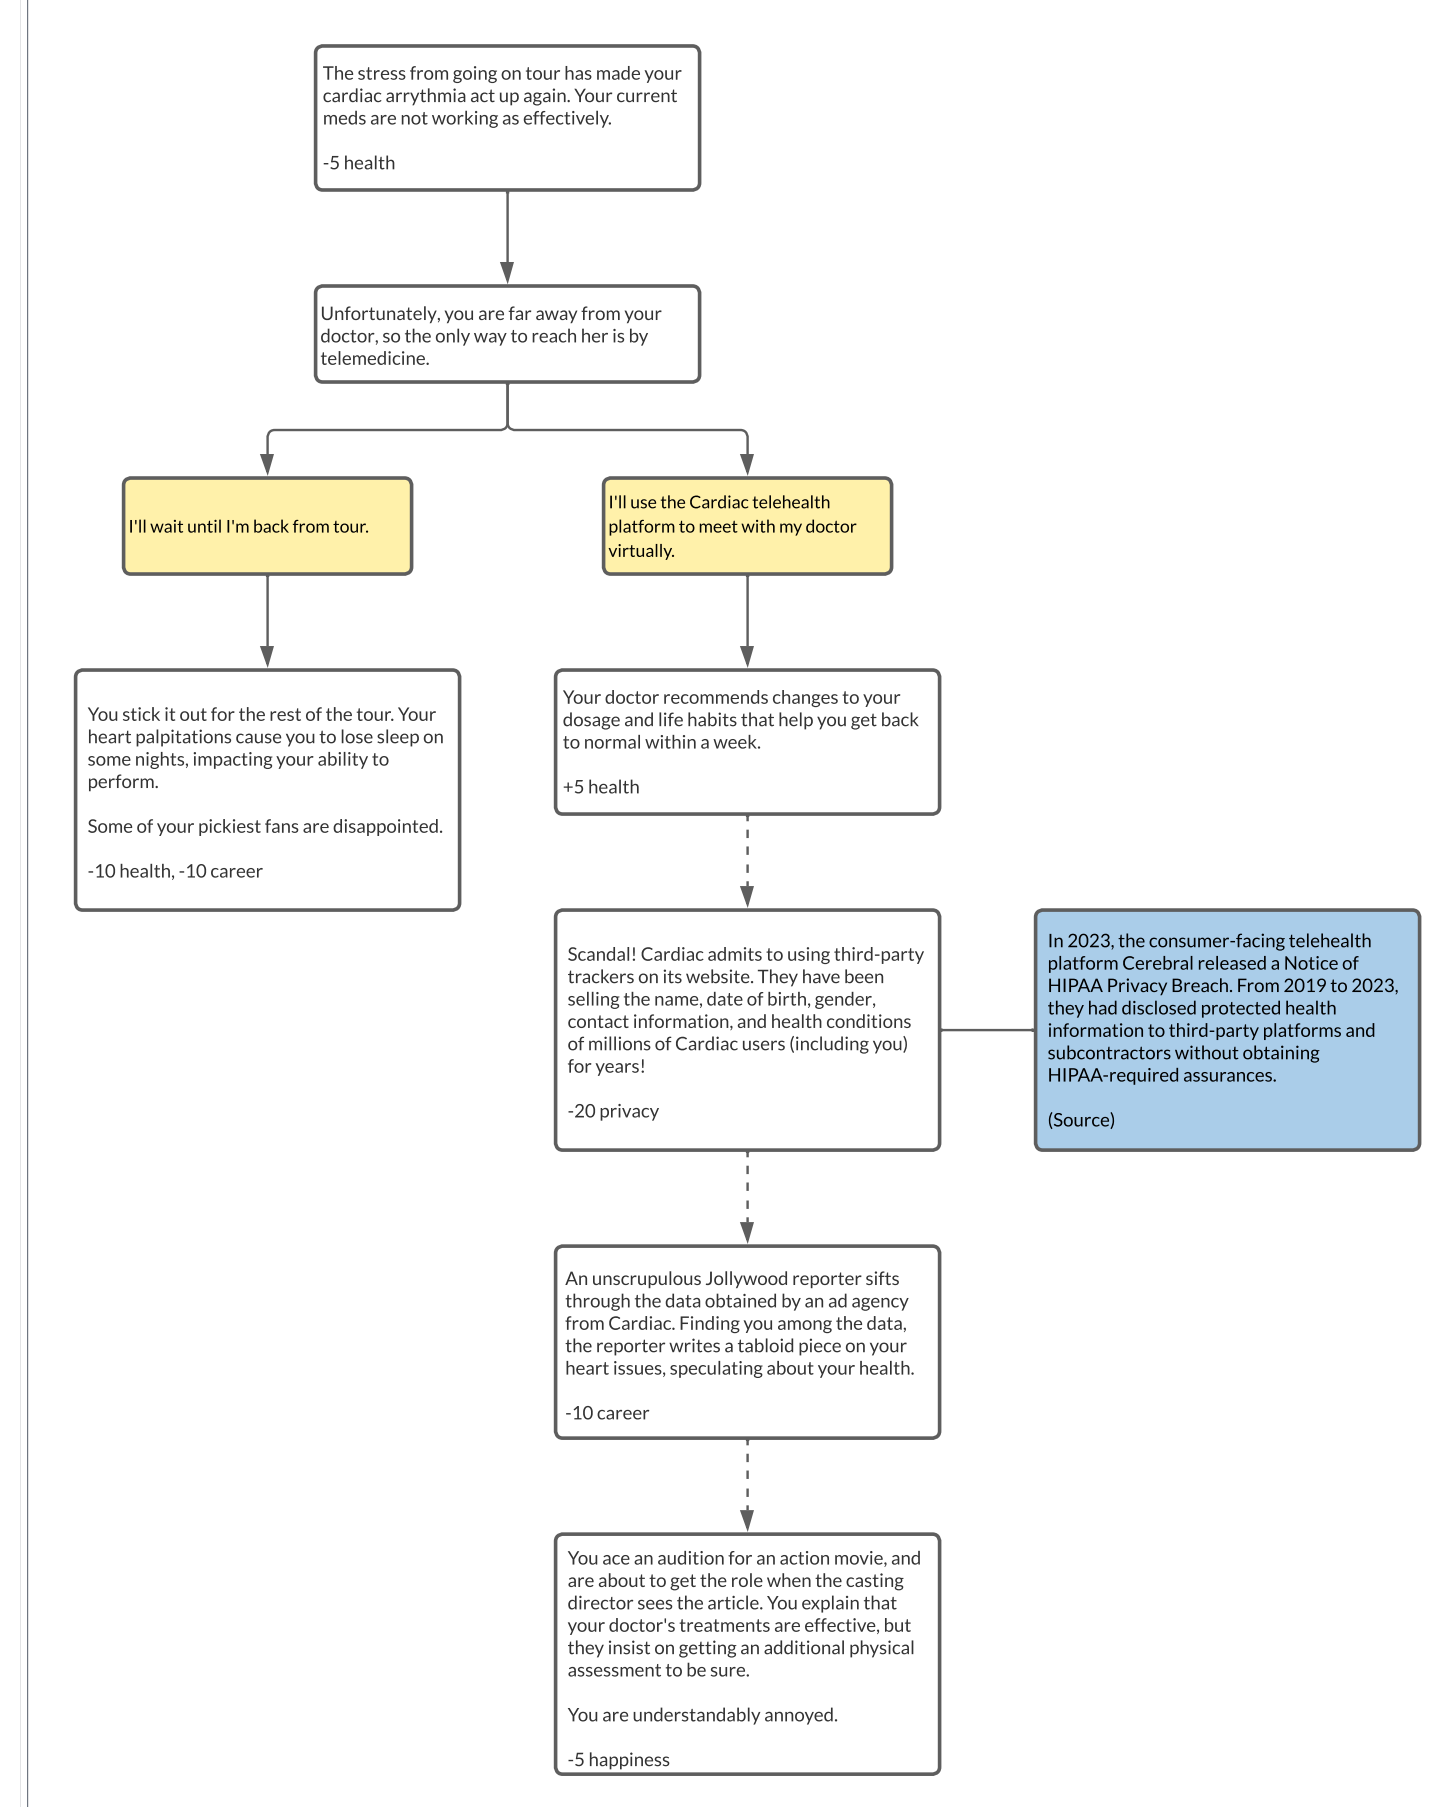 The stress from going on tour has made your
cardiac arrythmia act up again. Your current
meds are not working as effectively.
-5 health
Unfortunately, you are far away from your
doctor, so the only way to reach her is by
telemedicine.
I'll wait until I'm back from tour.
I'll use the Cardiac telehealth
platform to meet with my doctor
virtually.
You stick it out for the rest of the tour. Your
heart palpitations cause you to lose sleep on
some nights, impacting your ability to
perform.
Some of your pickiest fans are disappointed.
-10 health, -10 career
Your doctor recommends changes to your
dosage and life habits that help you get back
to normal within a week.
+5 health
Scandal! Cardiac admits to using third-party
trackers on its website. They have been
selling the name, date of birth, gender,
contact information, and health conditions
of millions of Cardiac users (including you)
for years!
-20 privacy
In 2023, the consumer-facing telehealth
platform Cerebral released a Notice of
HIPAA Privacy Breach. From 2019 to 2023,
they had disclosed protected health
information to third-party platforms and
subcontractors without obtaining
HIPAA-required assurances.
(Source)
An unscrupulous Jollywood reporter sifts
through the data obtained by an ad agency
from Cardiac. Finding you among the data,
the reporter writes a tabloid piece on your
heart issues, speculating about your health.
-10 career
You ace an audition for an action movie, and
are about to get the role when the casting
director sees the article. You explain that
your doctor's treatments are effective, but
they insist on getting an additional physical
assessment to be sure.
You are understandably annoyed.
-5 happiness